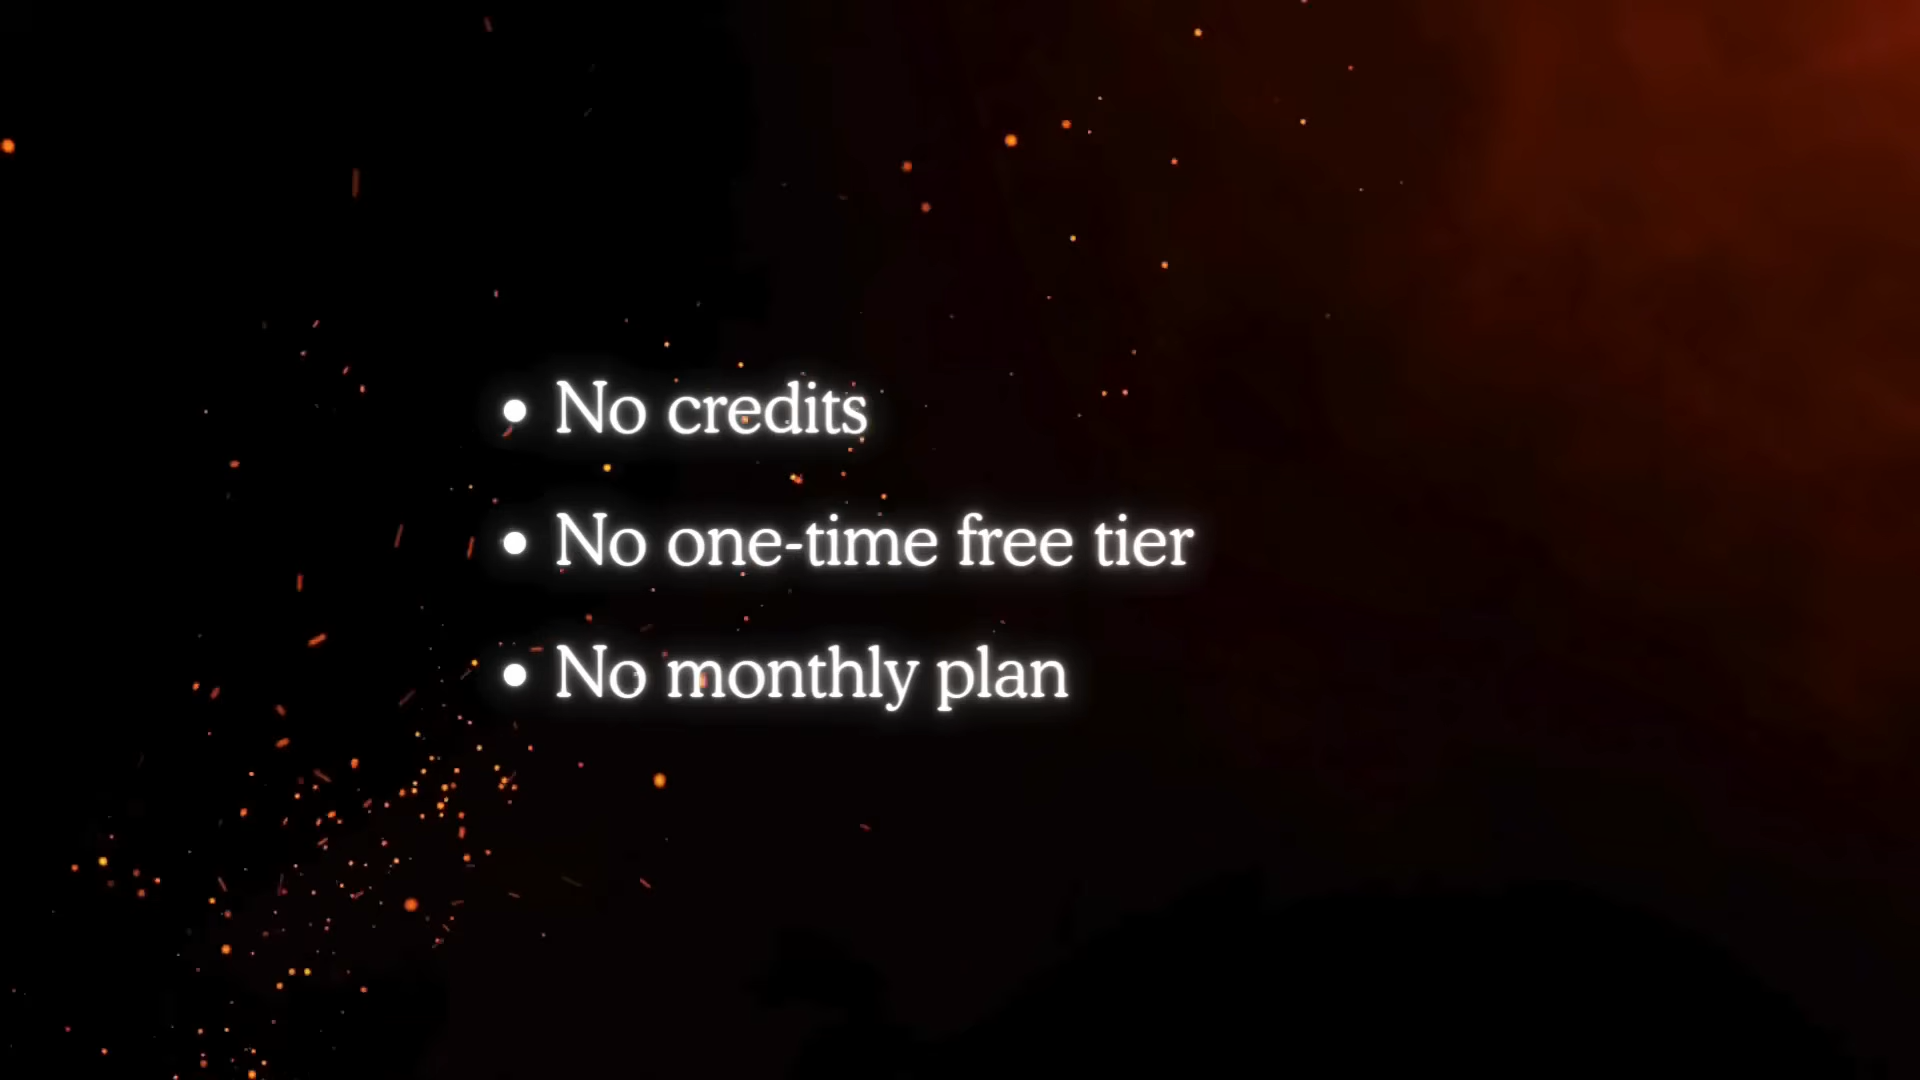 • No credits
• No one-time free tier
• No monthly plan